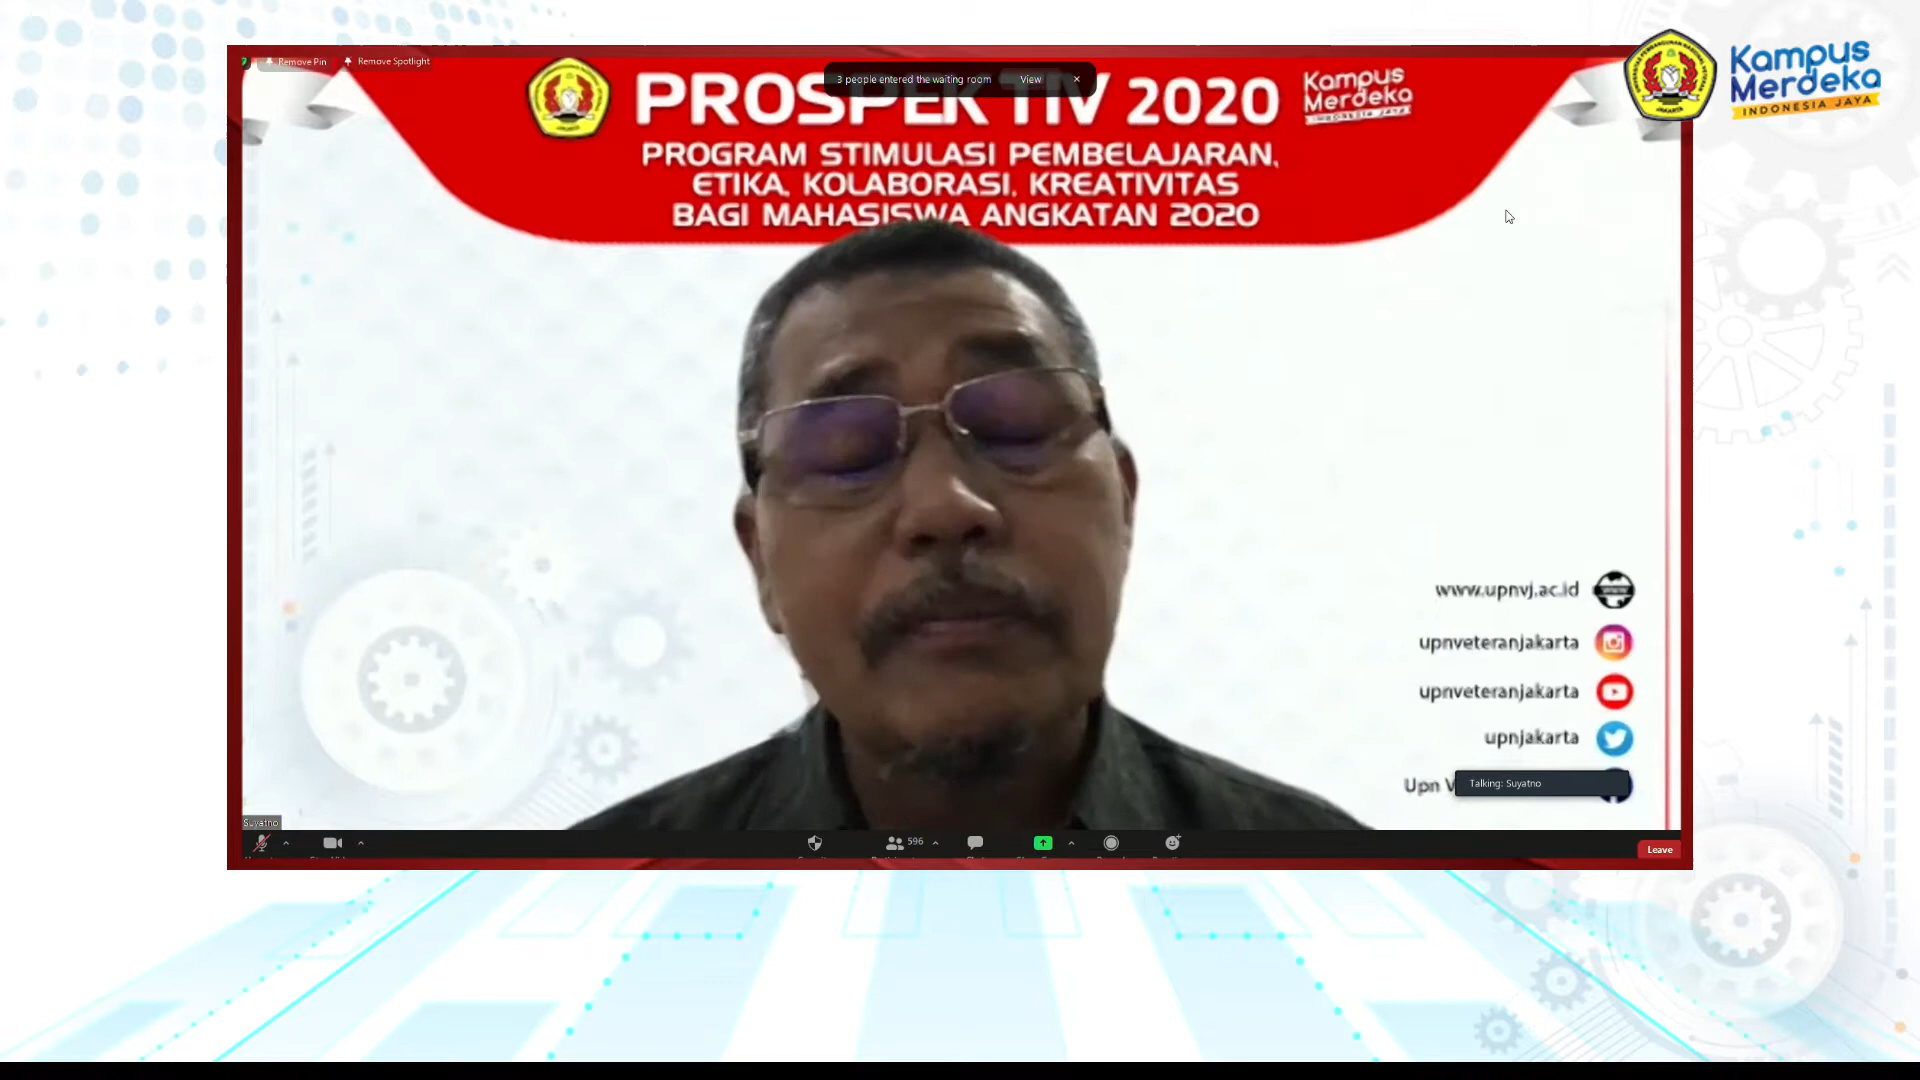 Remove Pin
Remove Spotlight
3 people entered the waiting room
View
PROSPEKTIV 2020
Kampus
Merdeka
INDONESIA JAYA
PROGRAM STIMULASI PEMBELAJARAN,
ETIKA, KOLABORASI, KREATIVITAS
BAGI MAHASISWA ANGKATAN 2020
Kampus
Merdeka
INDONESIA JAYA
www.upnvj.ac.id
upnveteranjakarta
upnveteranjakarta
upnjakarta
Upn V
Talking: Suyatno
Suyatno
596
Leave